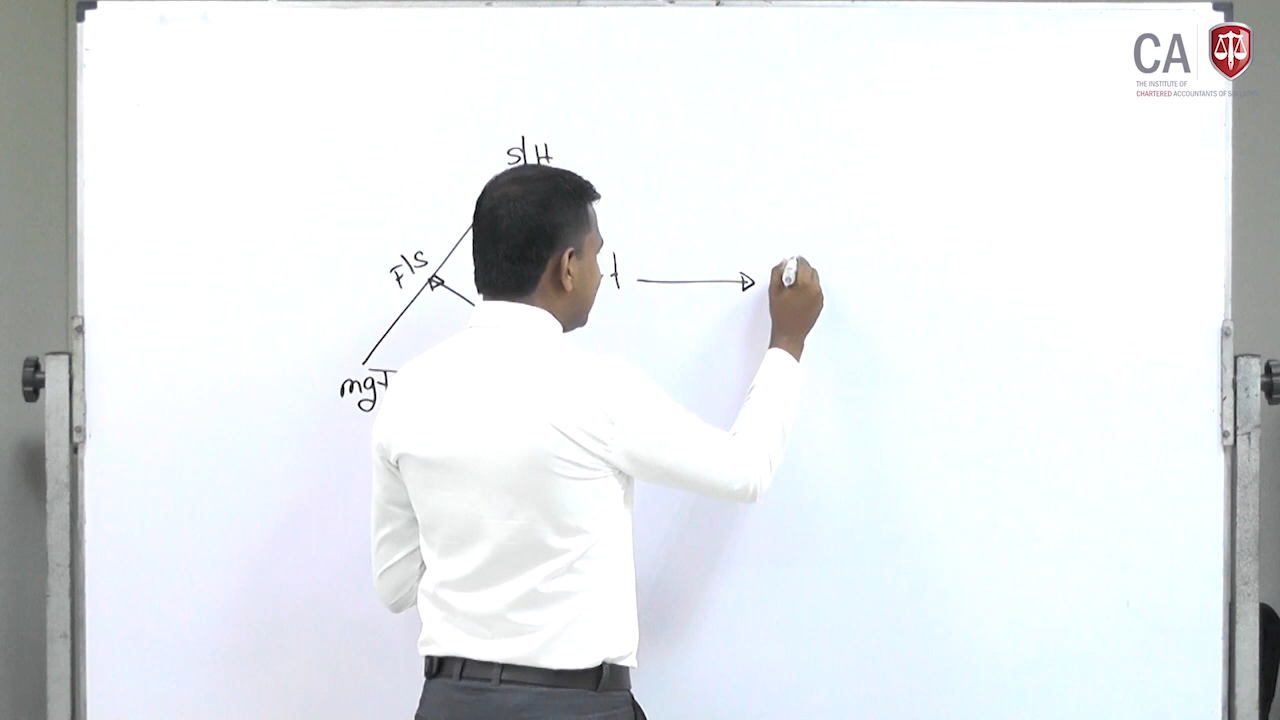 CA
THE INSTITUTE OF
CHARTERED ACCOUNTANTS OF SRI LANKA
S/H
F/S
mgT